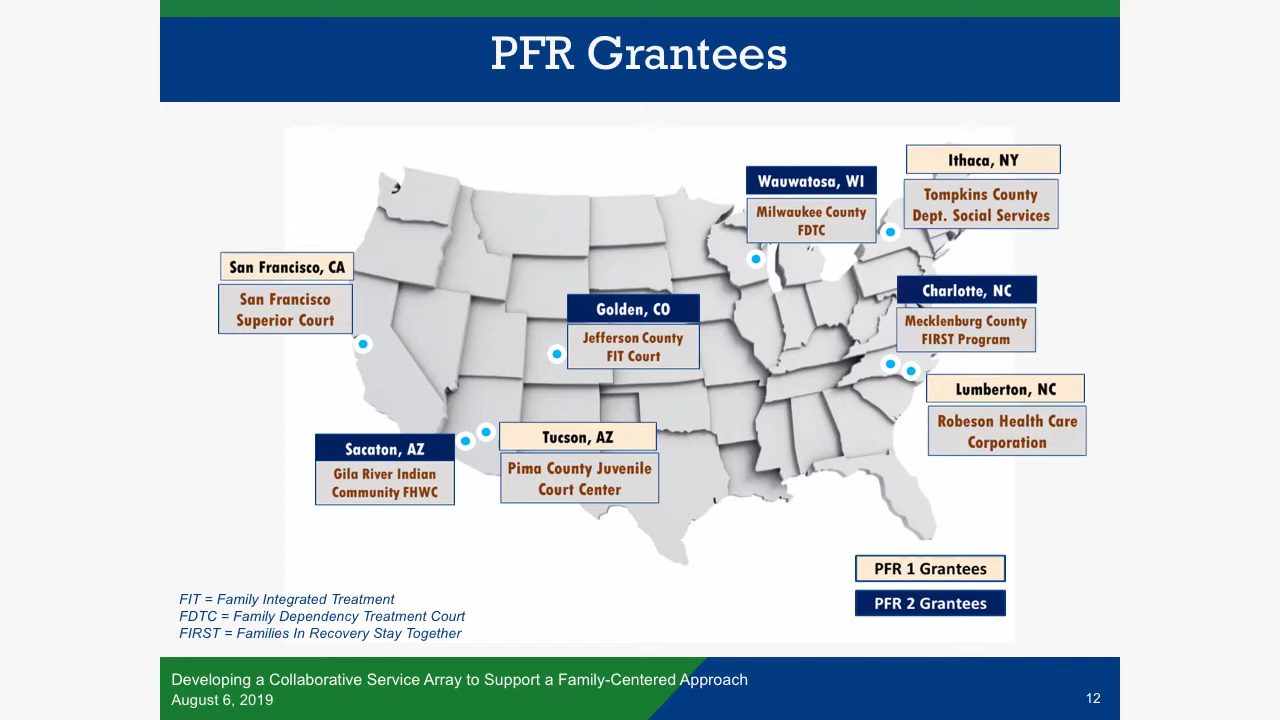 PFR Grantees
Ithaca, NY
Tompkins County
Dept. Social Services
Wauwatosa, WI
Milwaukee County
FDTC
San Francisco, CA
San Francisco
Superior Court
Golden, CO
Jefferson County
FIT Court
Charlotte, NC
Mecklenburg County
FIRST Program
Lumberton, NC
Robeson Health Care
Corporation
Sacaton, AZ
Gila River Indian
Community FHWC
Tucson, AZ
Pima County Juvenile
Court Center
PFR 1 Grantees
PFR 2 Grantees
FIT = Family Integrated Treatment
FDTC = Family Dependency Treatment Court
FIRST = Families In Recovery Stay Together
Developing a Collaborative Service Array to Support a Family-Centered Approach
August 6, 2019
12